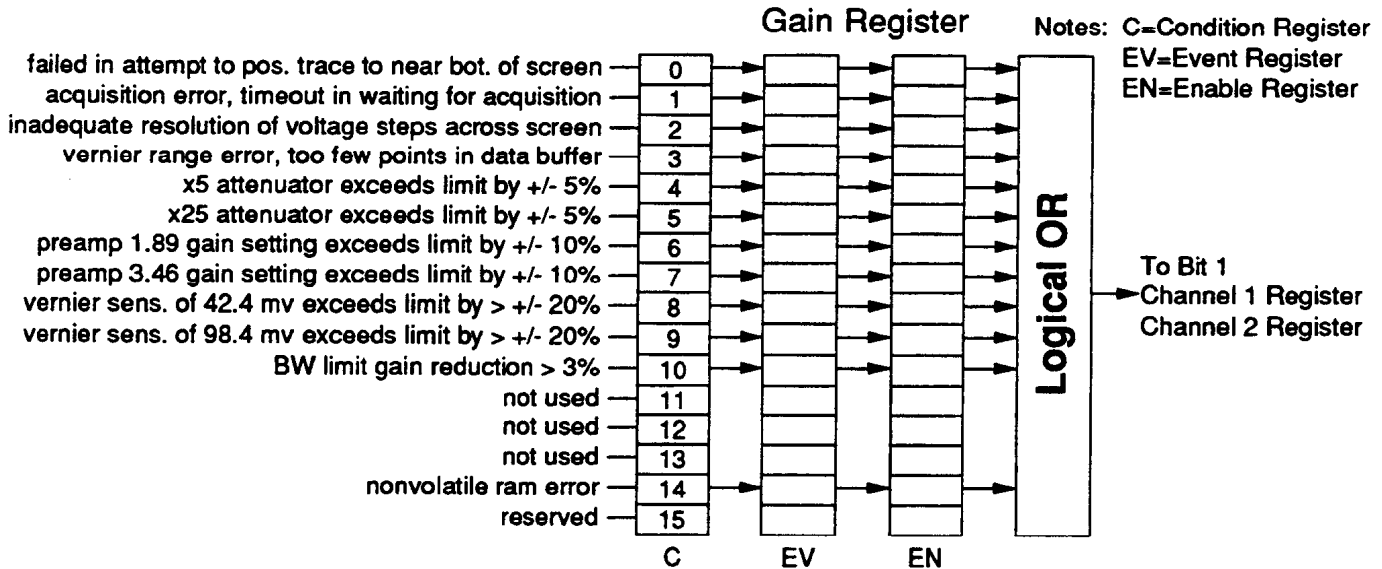 Gain Register
Notes: C=Condition Register
EV=Event Register
EN=Enable Register
failed in attempt to pos. trace to near bot. of screen 0
acquisition error, timeout in waiting for acquisition 1
inadequate resolution of voltage steps across screen 2
vernier range error, too few points in data buffer 3
x5 attenuator exceeds limit by +/- 5% 4
x25 attenuator exceeds limit by +/- 5% 5
preamp 1.89 gain setting exceeds limit by +/- 10% 6
preamp 3.46 gain setting exceeds limit by +/- 10% 7
vernier sens. of 42.4 mv exceeds limit by > +/- 20% 8
vernier sens. of 98.4 mv exceeds limit by > +/- 20% 9
BW limit gain reduction > 3% 10
not used 11
not used 12
not used 13
nonvolatile ram error 14
reserved 15
C EV EN
Logical OR
To Bit 1
Channel 1 Register
Channel 2 Register